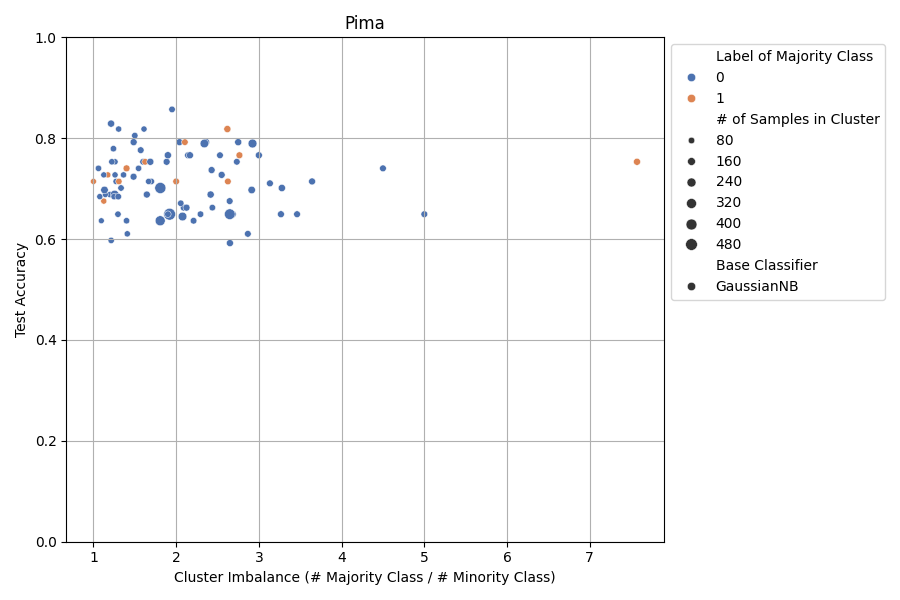 Pima
1.0
0.8
0.6
0.4
0.2
0.0
Test Accuracy
1 2 3 4 5 6 7
Cluster Imbalance (# Majority Class / # Minority Class)
Label of Majority Class
0
1
# of Samples in Cluster
80
160
240
320
400
480
Base Classifier
GaussianNB